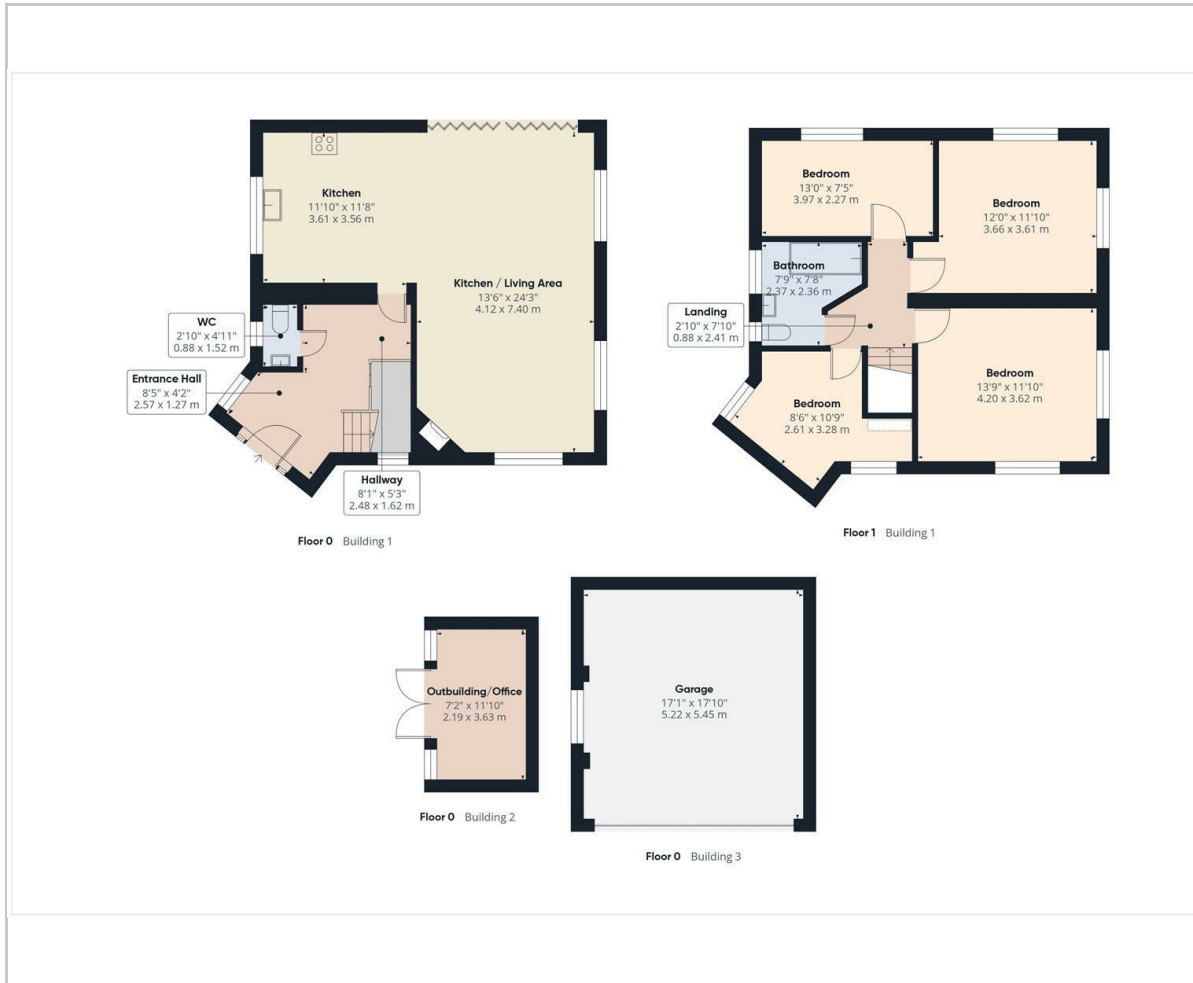 Kitchen
11'10" x 11'8"
3.61 x 3.56 m
Kitchen / Living Area
13'6" x 24'3"
4.12 x 7.40 m
WC
2'10" x 4'11"
0.88 x 1.52 m
Entrance Hall
8'5" x 4'2"
2.57 x 1.27 m
Hallway
8'1" x 5'3"
2.48 x 1.62 m
Floor 0 Building 1
Bedroom
13'0" x 7'5"
3.97 x 2.27 m
Bedroom
12'0" x 11'10"
3.66 x 3.61 m
Bathroom
7'9" x 7'8"
2.37 x 2.36 m
Landing
2'10" x 7'10"
0.88 x 2.41 m
Bedroom
13'9" x 11'10"
4.20 x 3.62 m
Bedroom
8'6" x 10'9"
2.61 x 3.28 m
Floor 1 Building 1
Outbuilding/Office
7'2" x 11'10"
2.19 x 3.63 m
Floor 0 Building 2
Garage
17'1" x 17'10"
5.22 x 5.45 m
Floor 0 Building 3